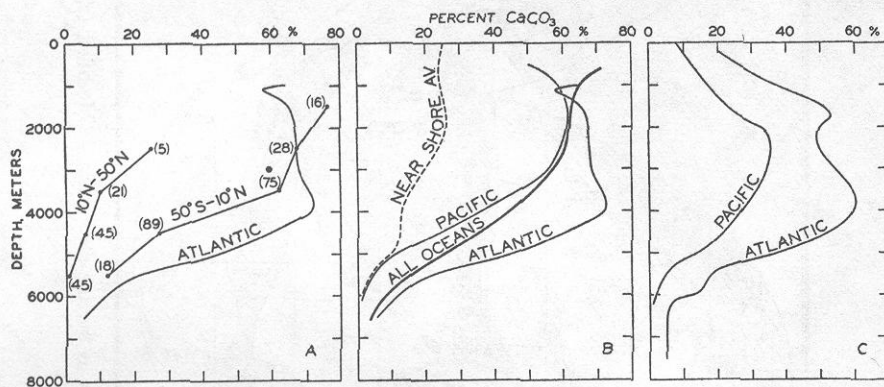 PERCENT CaCO3
0 20 40 60 % 80
0 20 40 60 % 80
0 20 40 60 %
0
2000
4000
6000
8000
DEPTH, METERS
10°N-50°N
(5)
(21)
(45)
(45)
50°S-10°N
(16)
(28)
(75)
(89)
(18)
ATLANTIC
A
NEAR SHORE AV
PACIFIC
ALL OCEANS
ATLANTIC
B
PACIFIC
ATLANTIC
C